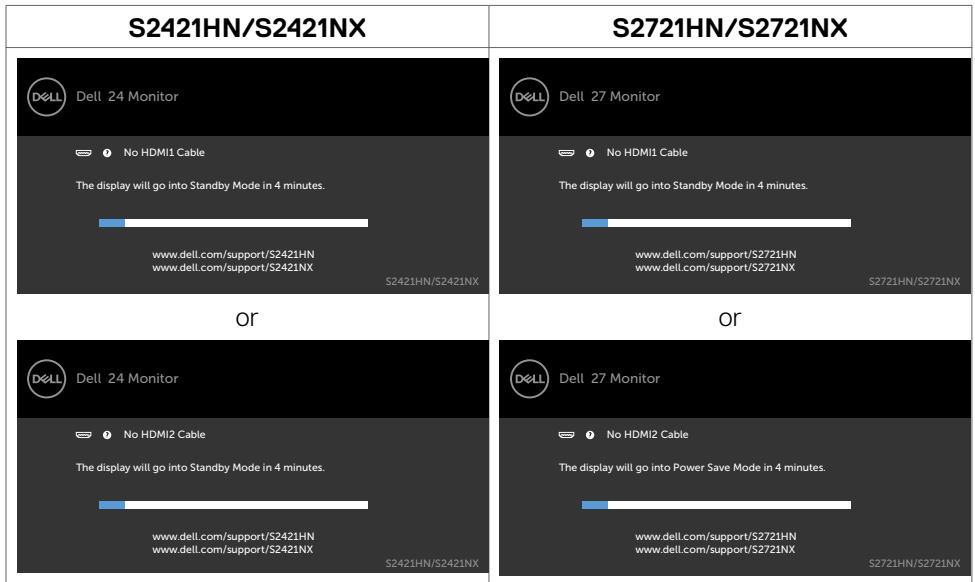 S2421HN/S2421NX
S2721HN/S2721NX
DELL
Dell 24 Monitor
No HDMI1 Cable
The display will go into Standby Mode in 4 minutes.
www.dell.com/support/S2421HN
www.dell.com/support/S2421NX
S2421HN/S2421NX
DELL
Dell 27 Monitor
No HDMI1 Cable
The display will go into Standby Mode in 4 minutes.
www.dell.com/support/S2721HN
www.dell.com/support/S2721NX
S2721HN/S2721NX
or
or
DELL
Dell 24 Monitor
? No HDMI2 Cable
The display will go into Standby Mode in 4 minutes.
www.dell.com/support/S2421HN
www.dell.com/support/S2421NX
S2421HN/S2421NX
DELL
Dell 27 Monitor
? No HDMI2 Cable
The display will go into Power Save Mode in 4 minutes.
www.dell.com/support/S2721HN
www.dell.com/support/S2721NX
S2721HN/S2721NX